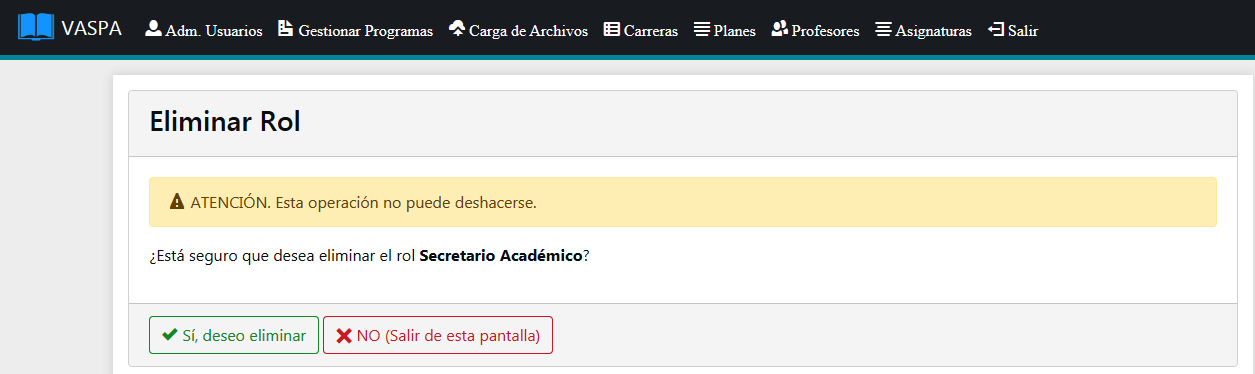 VASPA Adm. Usuarios Gestionar Programas Carga de Archivos Carreras Planes Profesores Asignaturas Salir
Eliminar Rol
ATENCIÓN. Esta operación no puede deshacerse.
¿Está seguro que desea eliminar el rol Secretario Académico?
Sí, deseo eliminar NO (Salir de esta pantalla)